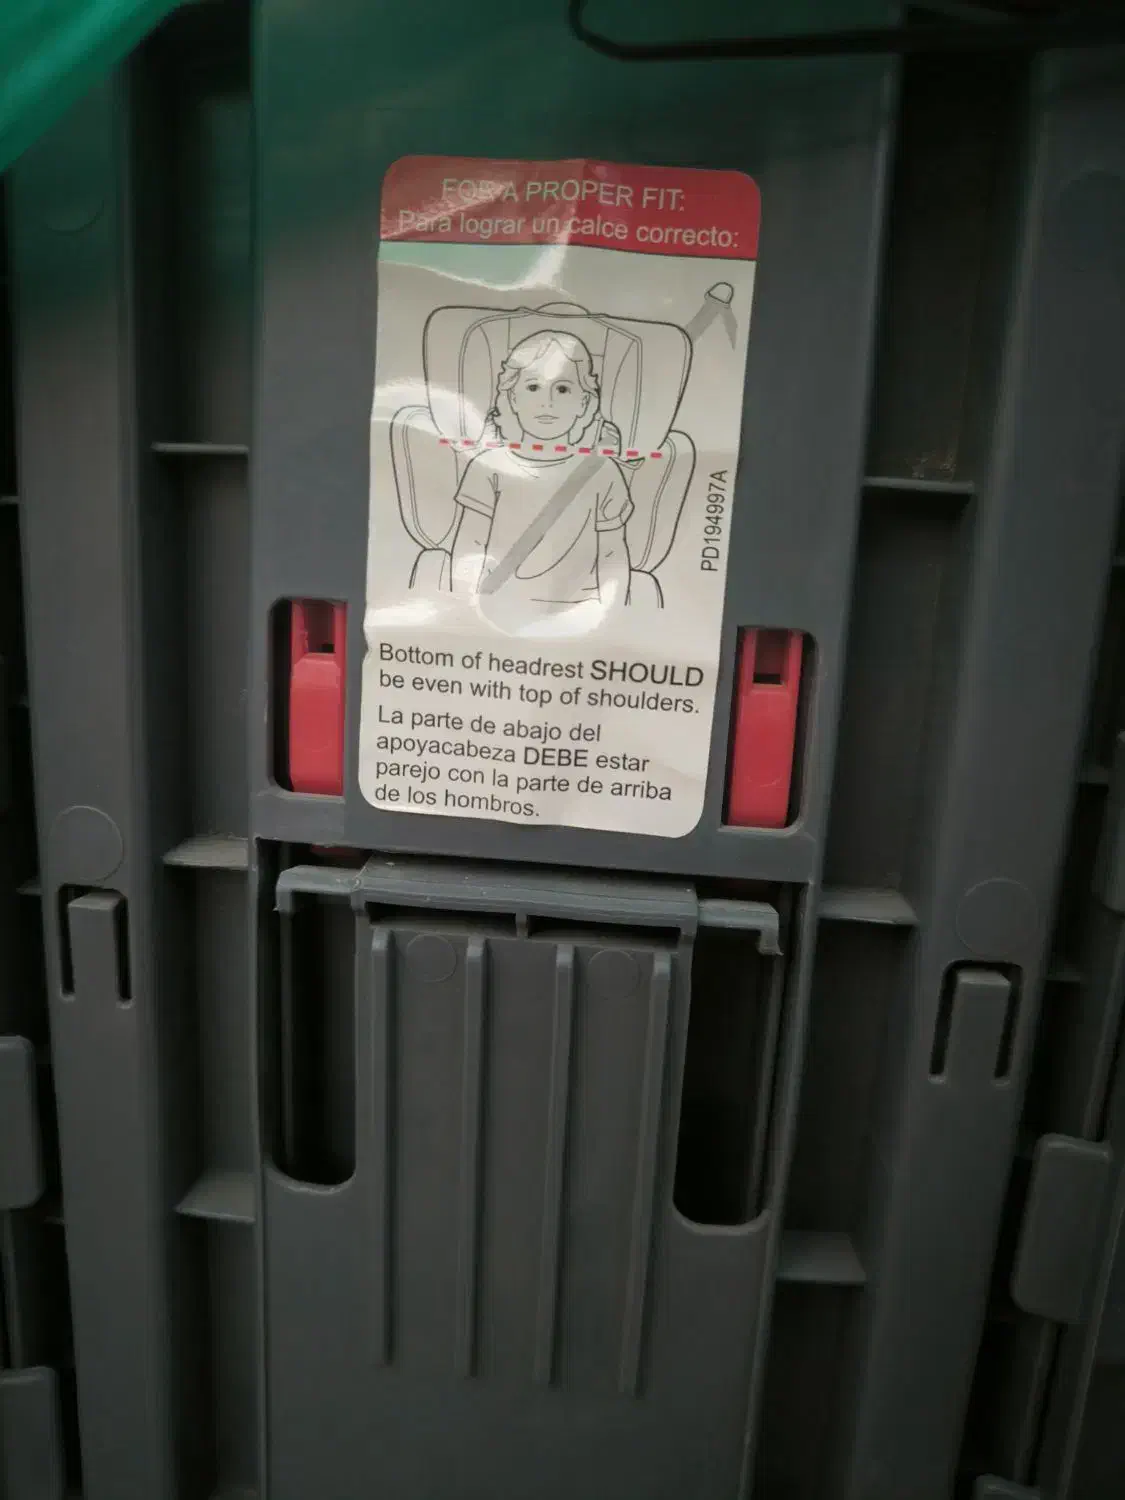 FOR A PROPER FIT:
Para lograr un calce correcto:
PD194997A
Bottom of headrest SHOULD
be even with top of shoulders.
La parte de abajo del
apoyacabeza DEBE estar
parejo con la parte de arriba
de los hombros.